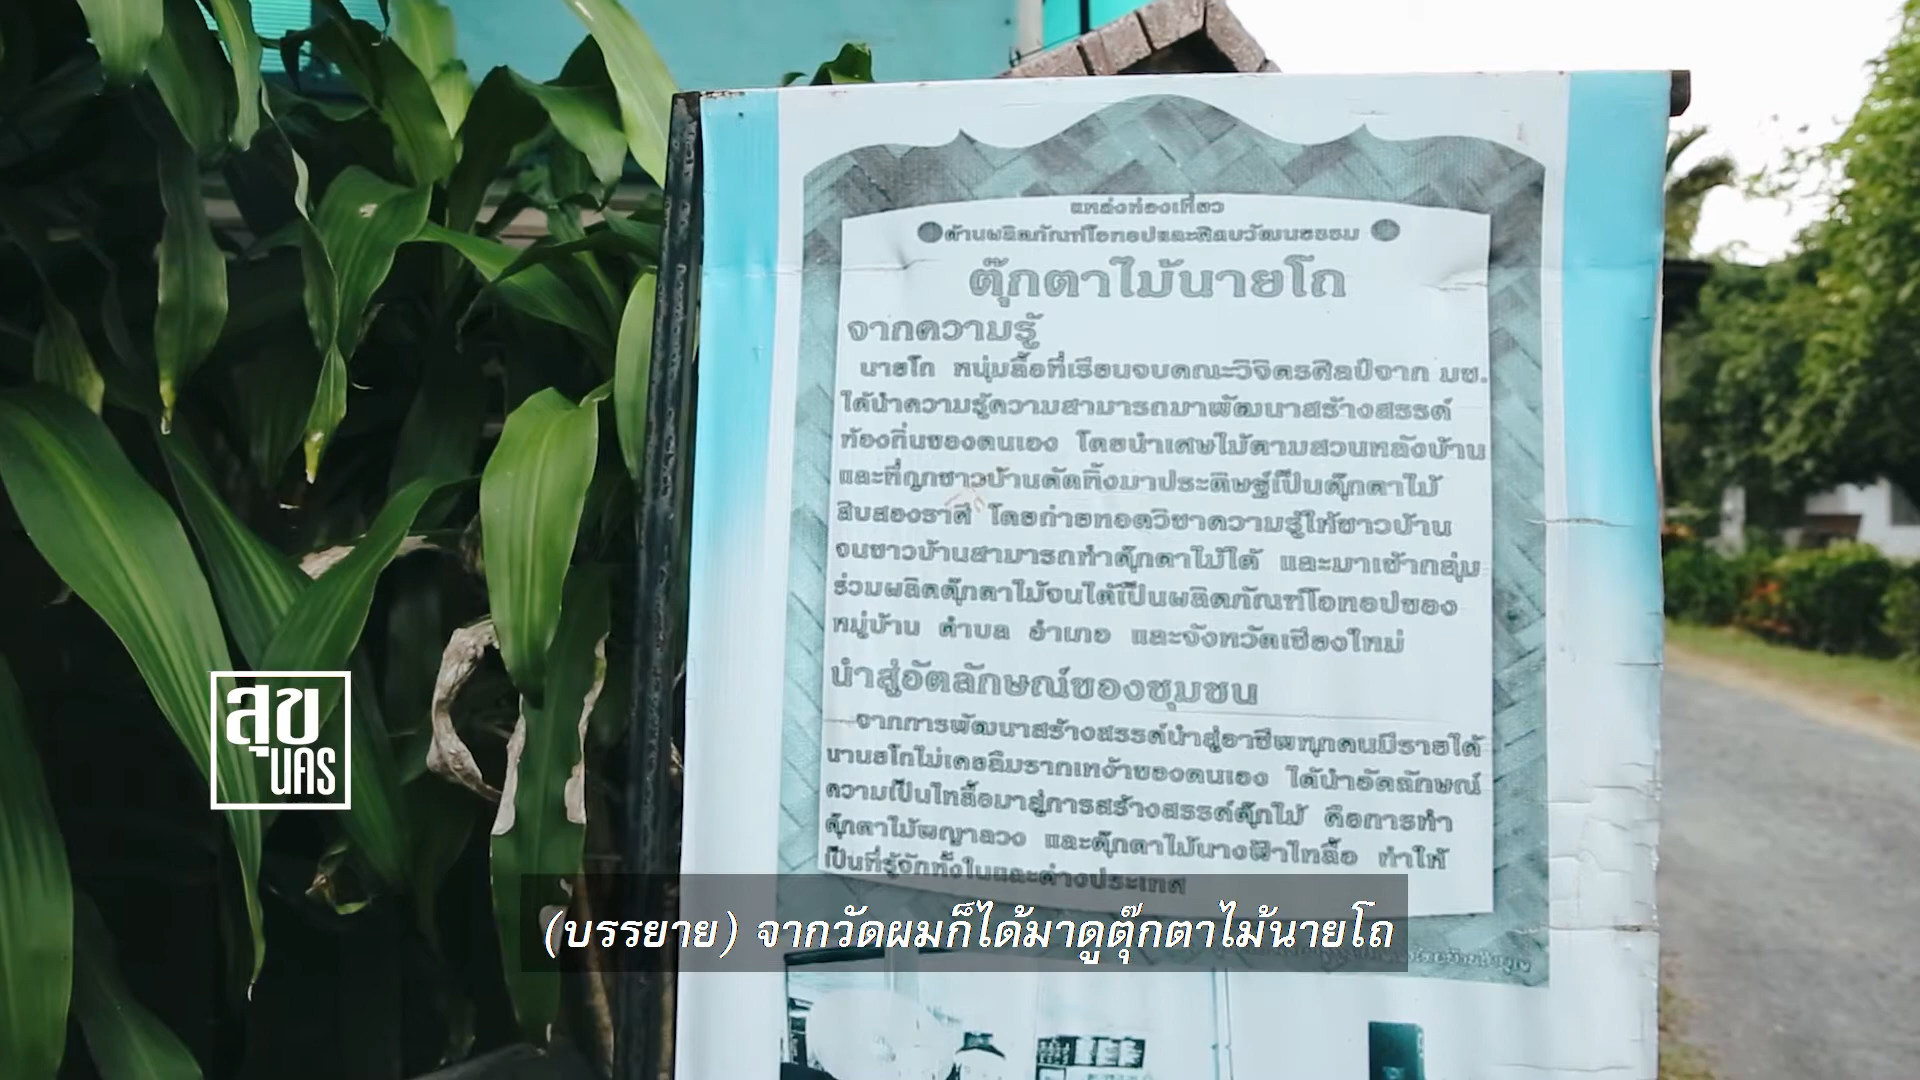 แหล่งท่องเที่ยว
ด้านผลิตภัณฑ์โอทอปและศิลปวัฒนธรรม
ตุ๊กตาไม้นายโถ
จากความรู้
นายโถ หนุ่มลื้อที่เรียนจบคณะวิจิตรศิลป์จาก มช.
ได้นำความรู้ความสามารถมาพัฒนาสร้างสรรค์
ท้องถิ่นของตนเอง โดยนำเศษไม้ตามสวนหลังบ้าน
และที่ถูกชาวบ้านตัดทิ้งมาประดิษฐ์เป็นตุ๊กตาไม้
สิบสองราศี โดยถ่ายทอดวิชาความรู้ให้ชาวบ้าน
จนชาวบ้านสามารถทำตุ๊กตาไม้ได้ และมาเข้ากลุ่ม
ร่วมผลิตตุ๊กตาไม้จนได้เป็นผลิตภัณฑ์โอทอปของ
หมู่บ้าน ตำบล อำเภอ และจังหวัดเชียงใหม่
นำสู่อัตลักษณ์ของชุมชน
จากการพัฒนาสร้างสรรค์นำสู่อาชีพทุกคนมีรายได้
นานยโถไม่เคยลืมรากเหง้าของตนเอง ได้นำอัตลักษณ์
ความเป็นไทลื้อมาสู่การสร้างสรรค์ตุ๊กไม้ คือการทำ
ตุ๊กตาไม้พญาลวง และตุ๊กตาไม้นางฟ้าไทลื้อ ทำให้
เป็นที่รู้จักทั้งในและต่างประเทศ
สุข
นคร
(บรรยาย) จากวัดผมก็ได้มาดูตุ๊กตาไม้นายโถ